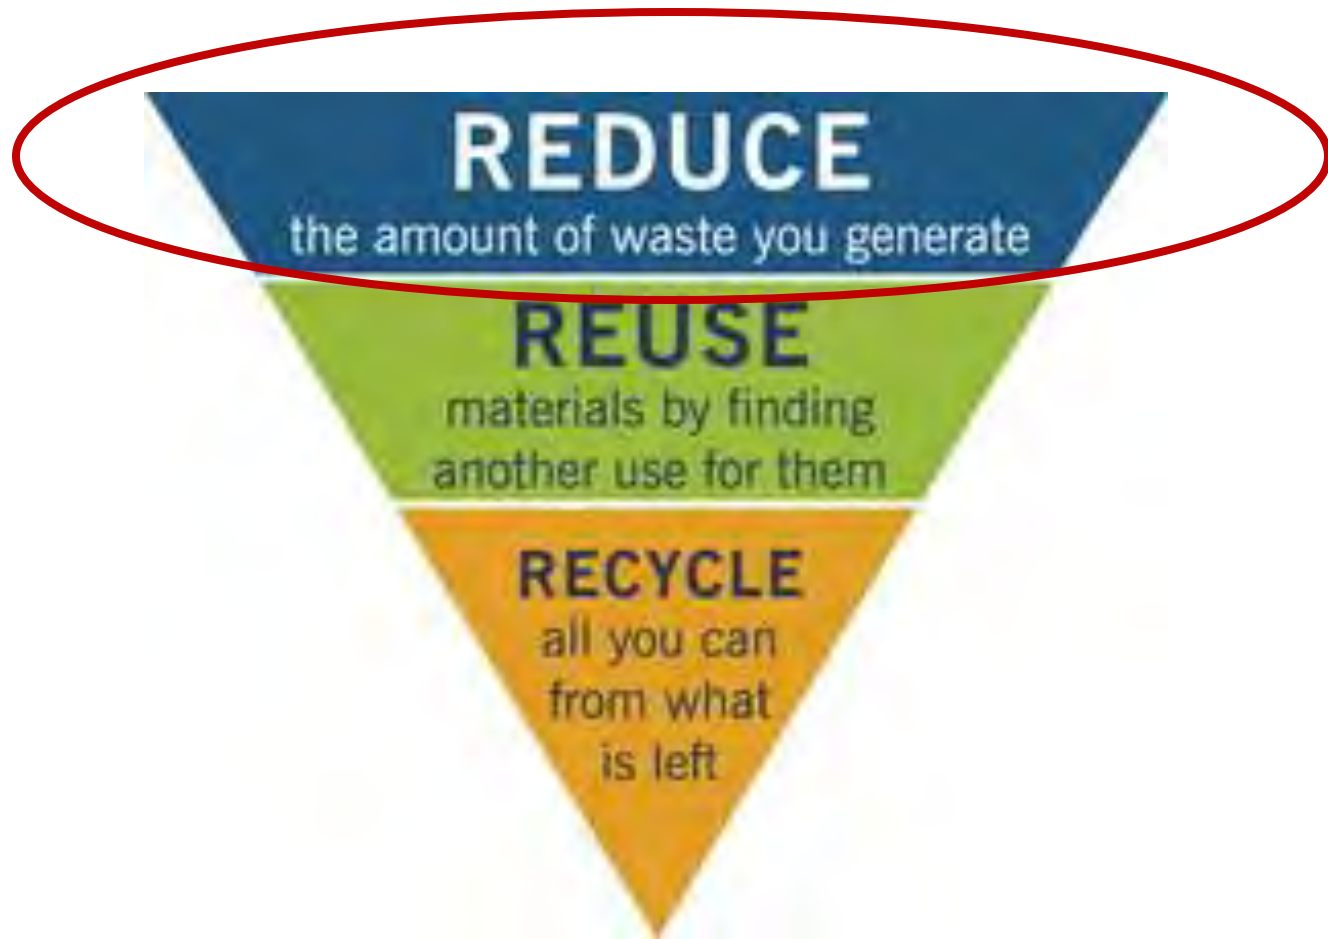 REDUCE
the amount of waste you generate
REUSE
materials by finding
another use for them
RECYCLE
all you can
from what
is left